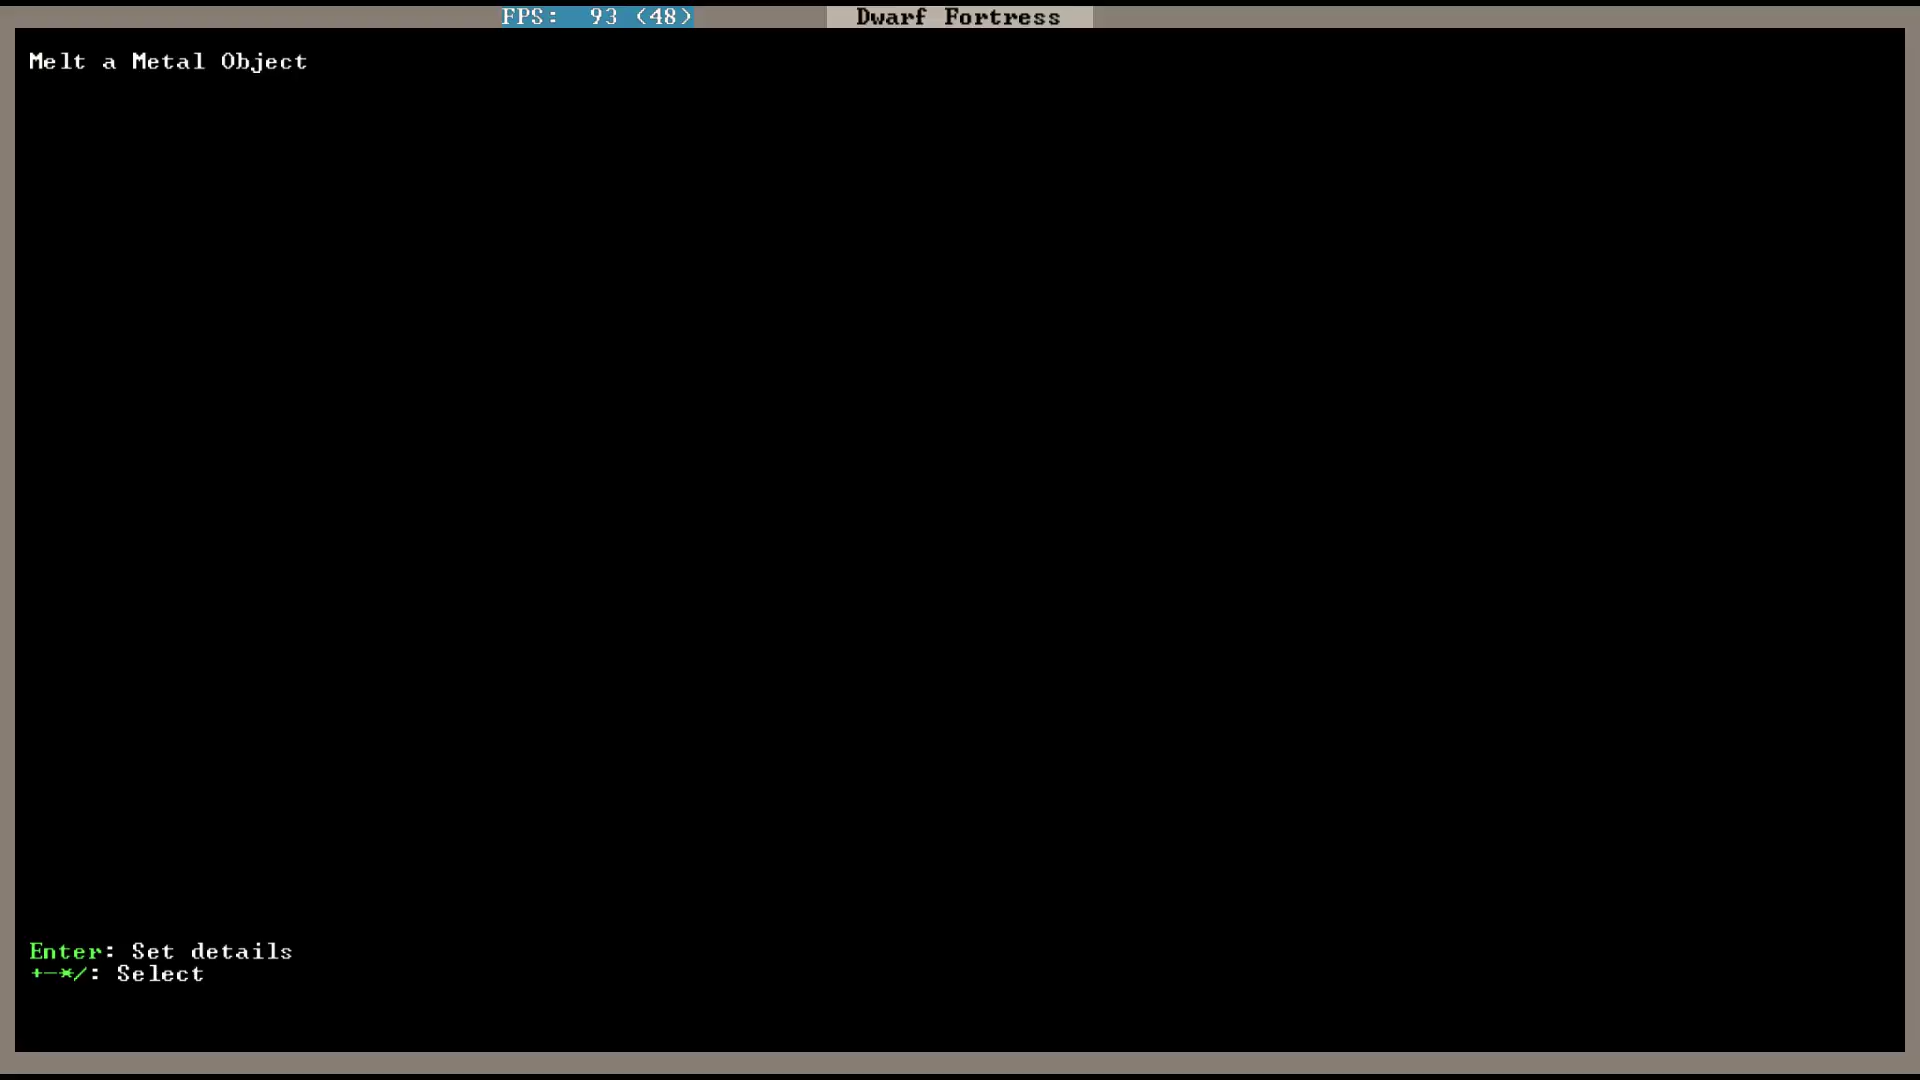 FPS: 93 (48) Dwarf Fortress
Melt a Metal Object
Enter: Set details
+-*/: Select